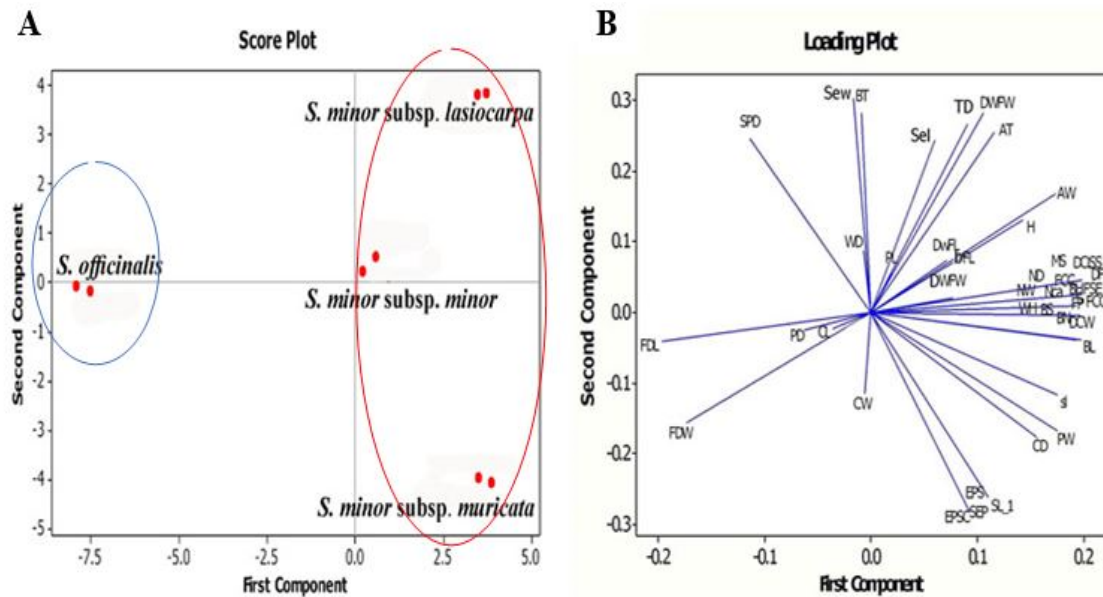 A
Score Plot
4
3
2
1
0
-1
-2
-3
-4
-5
Second Component
S. minor subsp. lasiocarpa
S. officinalis
S. minor subsp. minor
S. minor subsp. muricata
-7.5
-5.0
-2.5
0.0
2.5
5.0
First Component
B
Loading Plot
0.3
0.2
0.1
0.0
-0.1
-0.2
-0.3
Second Component
Sew BT
TD
DWFW
SPD
Sel
AT
AW
H
WD
PL
DwFL
MS
DWFW
ND
NW
PD
CL
BL
FDL
CW
sl
FDW
PW
CD
EPS
SL_1
EPSC
SEP
-0.2
-0.1
0.0
0.1
0.2
First Component